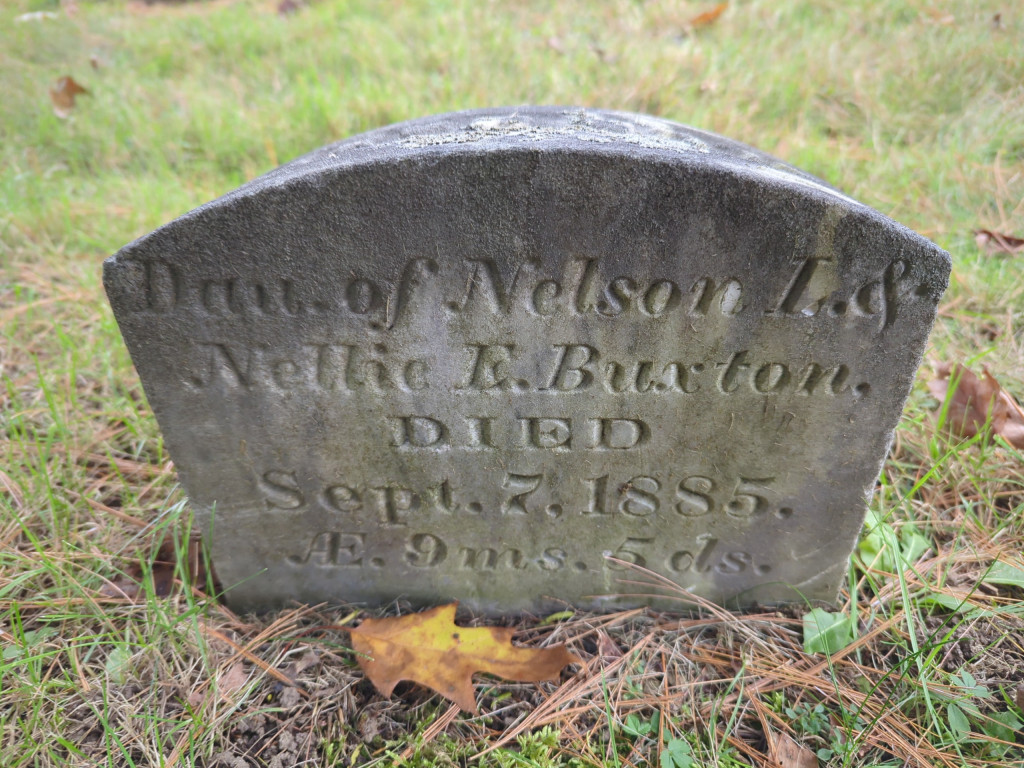 Dau. of Nelson L. &
Nellie E. Buxton,
DIED
Sept. 7, 1885.
Æ. 9 ms. 5 ds.